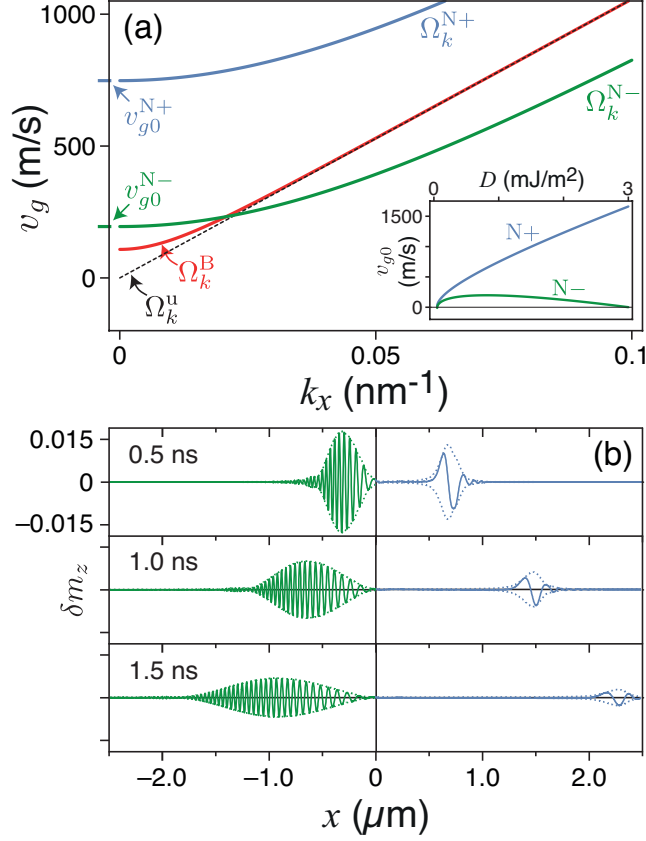 (a)
1000
500
0
v_g (m/s)
Ω_k^{N+}
v_{g0}^{N+}
Ω_k^{N−}
v_{g0}^{N−}
Ω_k^B
Ω_k^u
0 D (mJ/m²) 3
1500
0
v_{g0} (m/s)
N+
N−
0 0.05 0.1
k_x (nm⁻¹)
(b)
0.5 ns
0.015
0
−0.015
1.0 ns
δm_z
1.5 ns
−2.0 −1.0 0 1.0 2.0
x (μm)